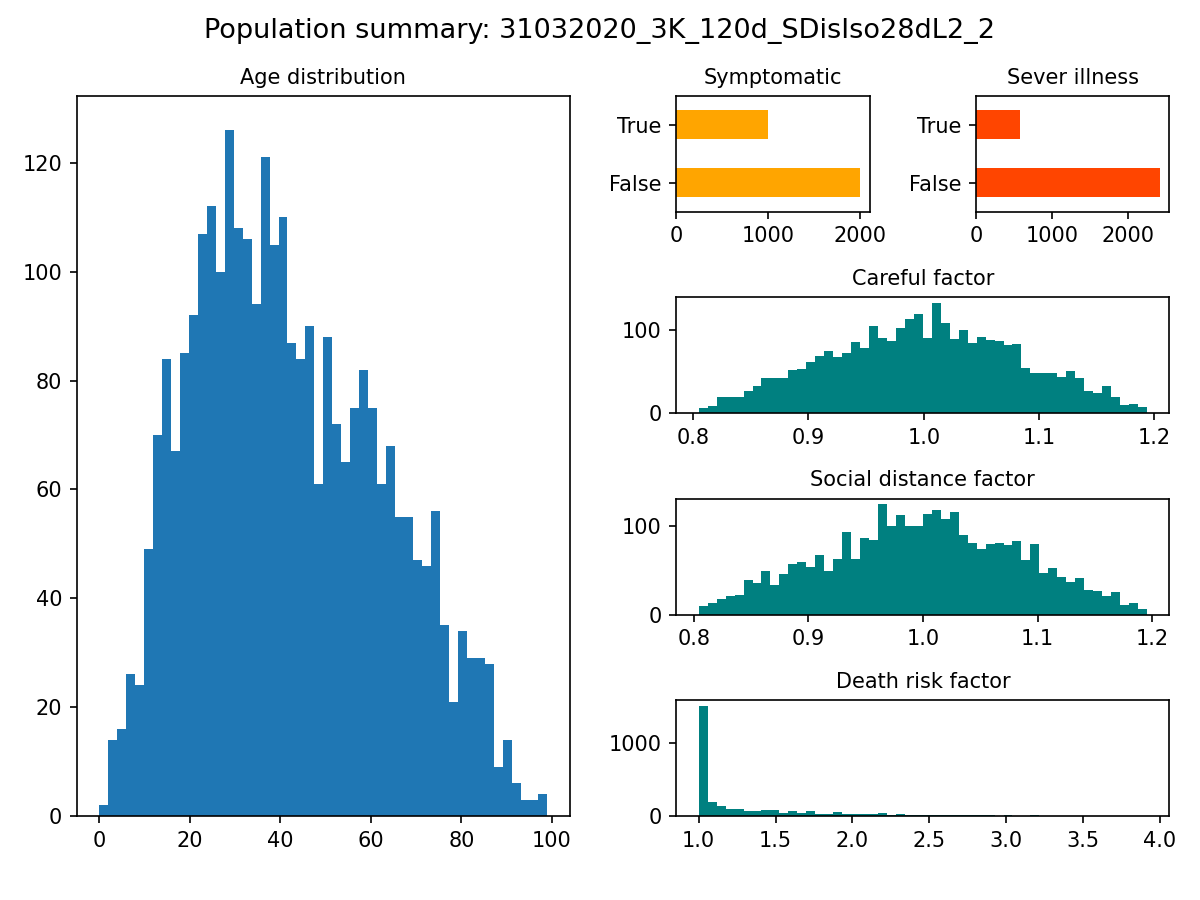 Population summary: 31032020_3K_120d_SDisIso28dL2_2
Age distribution
120
100
80
60
40
20
0
0 20 40 60 80 100
Symptomatic
True
False
0 1000 2000
Sever illness
True
False
0 1000 2000
Careful factor
100
0
0.8 0.9 1.0 1.1 1.2
Social distance factor
100
0
0.8 0.9 1.0 1.1 1.2
Death risk factor
1000
0
1.0 1.5 2.0 2.5 3.0 3.5 4.0